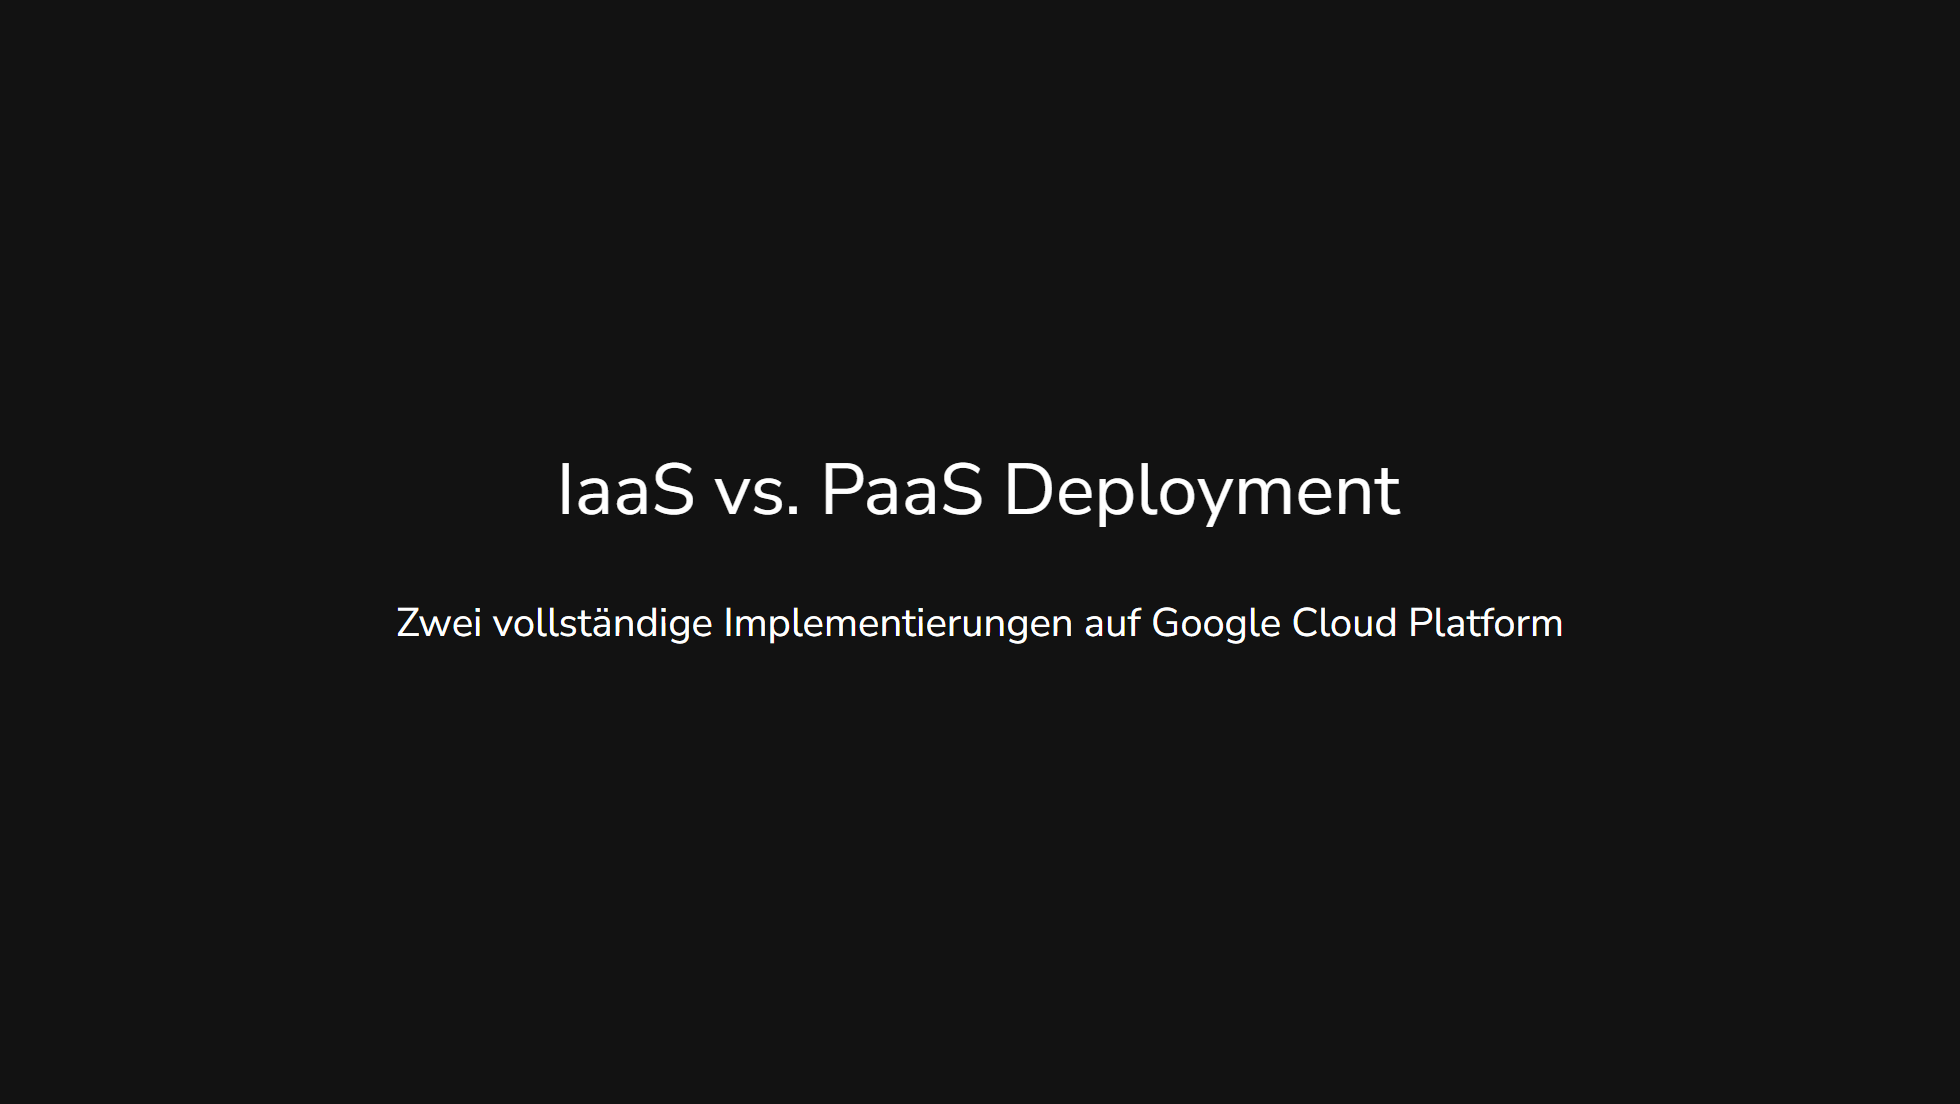 IaaS vs. PaaS Deployment
Zwei vollständige Implementierungen auf Google Cloud Platform